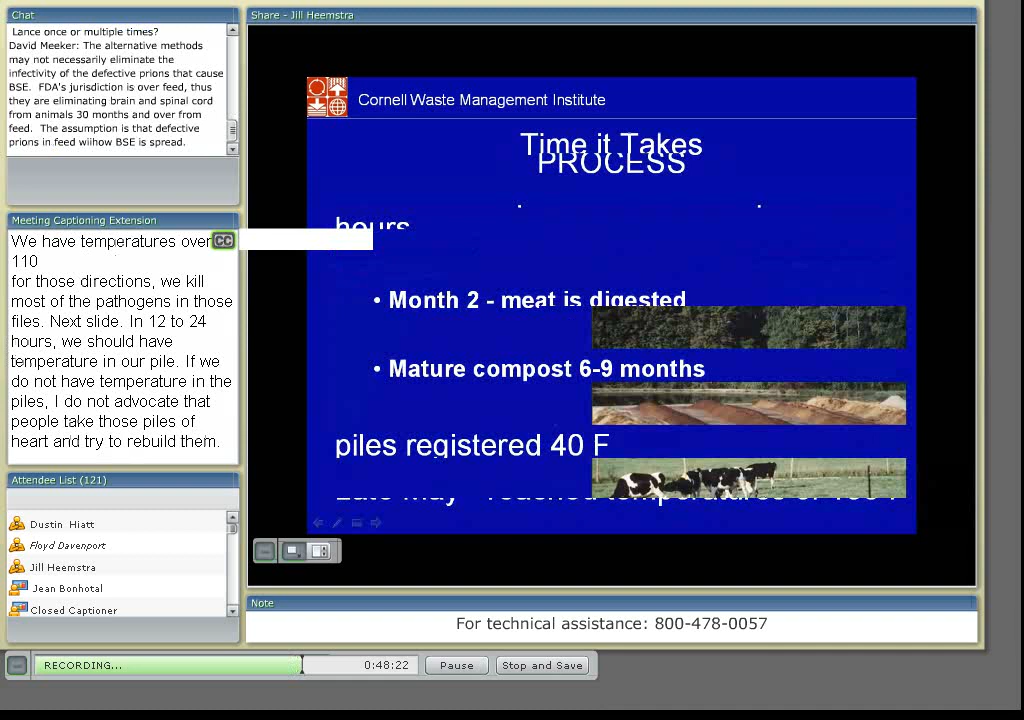 Chat
Lance once or multiple times?
David Meeker: The alternative methods
may not necessarily eliminate the
infectivity of the defective prions that cause
BSE. FDA's jurisdiction is over feed, thus
they are eliminating brain and spinal cord
from animals 30 months and over from
feed. The assumption is that defective
prions in feed wiihow BSE is spread.
Meeting Captioning Extension
We have temperatures over CC
110
for those directions, we kill
most of the pathogens in those
files. Next slide. In 12 to 24
hours, we should have
temperature in our pile. If we
do not have temperature in the
piles, I do not advocate that
people take those piles of
heart and try to rebuild them.
Attendee List (121)
Dustin Hiatt
Floyd Davenport
Jill Heemstra
Jean Bonhotal
Closed Captioner
Share - Jill Heemstra
Cornell Waste Management Institute
Time it Takes
PROCESS
hours
• Month 2 - meat is digested
• Mature compost 6-9 months
piles registered 40 F
Late May reached temperatures of
Note
For technical assistance: 800-478-0057
RECORDING...
0:48:22
Pause
Stop and Save